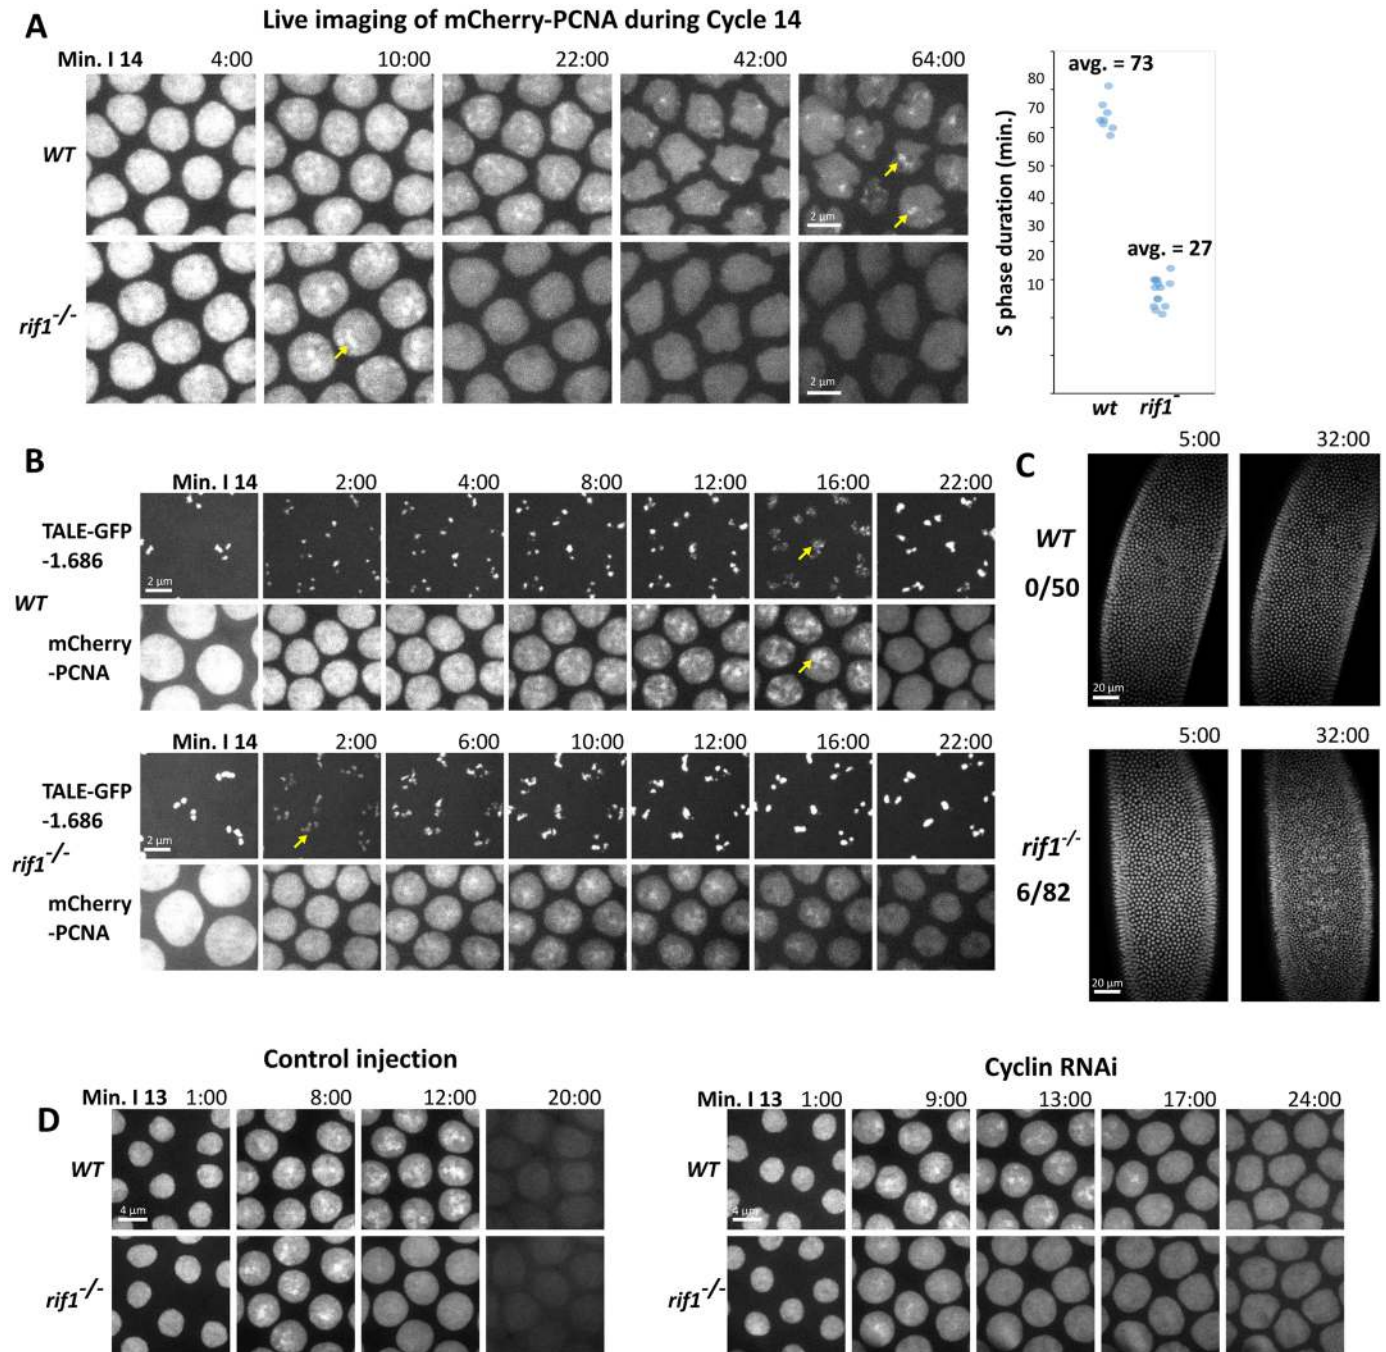 A
Live imaging of mCherry-PCNA during Cycle 14
Min. I 14 4:00 10:00 22:00 42:00 64:00
WT
2 µm
rif1-/-
2 µm
S phase duration (min.)
80
70
60
50
40
30
20
10
avg. = 73
avg. = 27
wt rif1-
B
Min. I 14 2:00 4:00 8:00 12:00 16:00 22:00
WT
TALE-GFP
-1.686
2 µm
mCherry
-PCNA
Min. I 14 2:00 6:00 10:00 12:00 16:00 22:00
rif1-/-
TALE-GFP
-1.686
2 µm
mCherry
-PCNA
C
5:00 32:00
WT
0/50
20 µm
5:00 32:00
rif1-/-
6/82
20 µm
D
Control injection
Min. I 13 1:00 8:00 12:00 20:00
WT
4 µm
rif1-/-
Cyclin RNAi
Min. I 13 1:00 9:00 13:00 17:00 24:00
WT
4 µm
rif1-/-